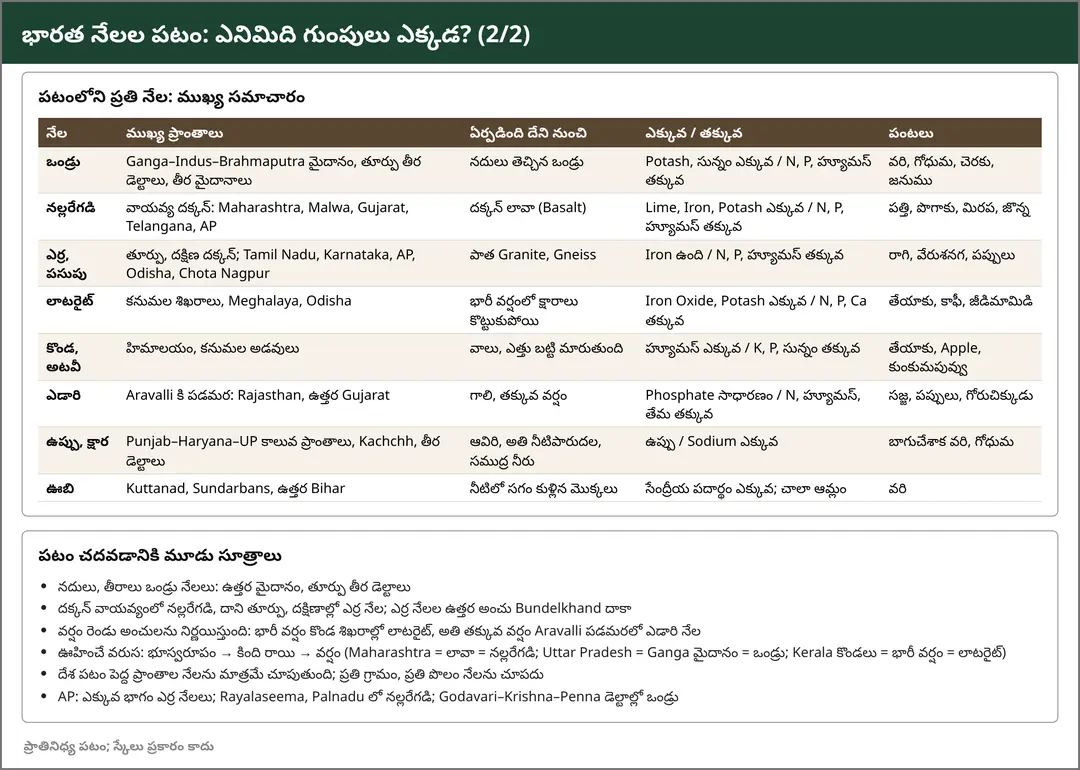 భారత నేలల పటం: ఎనిమిది గుంపులు ఎక్కడ? (2/2)
పటంలోని ప్రతి నేల: ముఖ్య సమాచారం
నేల ముఖ్య ప్రాంతాలు ఏర్పడింది దేని నుంచి ఎక్కువ / తక్కువ పంటలు
ఒండ్రు Ganga–Indus–Brahmaputra మైదానం, తూర్పు తీర నదులు తెచ్చిన ఒండ్రు Potash, సున్నం ఎక్కువ / N, P, హ్యూమస్ వరి, గోధుమ, చెరకు,
డెల్టాలు, తీర మైదానాలు తక్కువ జనుము
నల్లరేగడి వాయవ్య దక్కన్: Maharashtra, Malwa, Gujarat, దక్కన్ లావా (Basalt) Lime, Iron, Potash ఎక్కువ / N, P, పత్తి, పొగాకు, మిరప, జొన్న
Telangana, AP హ్యూమస్ తక్కువ
ఎర్ర, తూర్పు, దక్షిణ దక్కన్; Tamil Nadu, Karnataka, AP, పాత Granite, Gneiss Iron ఉంది / N, P, హ్యూమస్ తక్కువ రాగి, వేరుశనగ, పప్పులు
పసుపు Odisha, Chota Nagpur
లాటరైట్ కనుమల శిఖరాలు, Meghalaya, Odisha భారీ వర్షంలో క్షారాలు Iron Oxide, Potash ఎక్కువ / N, P, Ca తేయాకు, కాఫీ, జీడిమామిడి
కొట్టుకుపోయి తక్కువ
కొండ, హిమాలయం, కనుమల అడవులు వాలు, ఎత్తు బట్టి మారుతుంది హ్యూమస్ ఎక్కువ / K, P, సున్నం తక్కువ తేయాకు, Apple,
అటవీ కుంకుమపువ్వు
ఎడారి Aravalli కి పడమర: Rajasthan, ఉత్తర Gujarat గాలి, తక్కువ వర్షం Phosphate సాధారణం / N, హ్యూమస్, సజ్జ, పప్పులు, గోరుచిక్కుడు
తేమ తక్కువ
ఉప్పు, క్షార Punjab–Haryana–UP కాలువ ప్రాంతాలు, Kachchh, తీర ఆవిరి, అతి నీటిపారుదల, ఉప్పు / Sodium ఎక్కువ బాగుచేశాక వరి, గోధుమ
డెల్టాలు సముద్ర నీరు
ఊబి Kuttanad, Sundarbans, ఉత్తర Bihar నీటిలో సగం కుళ్లిన మొక్కలు సేంద్రీయ పదార్థం ఎక్కువ; చాలా ఆమ్లం వరి
పటం చదవడానికి మూడు సూత్రాలు
• నదులు, తీరాలు ఒండ్రు నేలలు: ఉత్తర మైదానం, తూర్పు తీర డెల్టాలు
• దక్కన్ వాయవ్యంలో నల్లరేగడి, దాని తూర్పు, దక్షిణాల్లో ఎర్ర నేల; ఎర్ర నేలల ఉత్తర అంచు Bundelkhand దాకా
• వర్షం రెండు అంచులను నిర్ణయిస్తుంది: భారీ వర్షం కొండ శిఖరాల్లో లాటరైట్, అతి తక్కువ వర్షం Aravalli పడమరలో ఎడారి నేల
• ఊహించే వరుస: భూస్వరూపం → కింది రాయి → వర్షం (Maharashtra = లావా = నల్లరేగడి; Uttar Pradesh = Ganga మైదానం = ఒండ్రు; Kerala కొండలు = భారీ వర్షం = లాటరైట్)
• దేశ పటం పెద్ద ప్రాంతాల నేలను మాత్రమే చూపుతుంది; ప్రతి గ్రామం, ప్రతి పొలం నేలను చూపదు
• AP: ఎక్కువ భాగం ఎర్ర నేలలు; Rayalaseema, Palnadu లో నల్లరేగడి; Godavari–Krishna–Penna డెల్టాల్లో ఒండ్రు
ప్రాతినిధ్య పటం; స్కేలు ప్రకారం కాదు